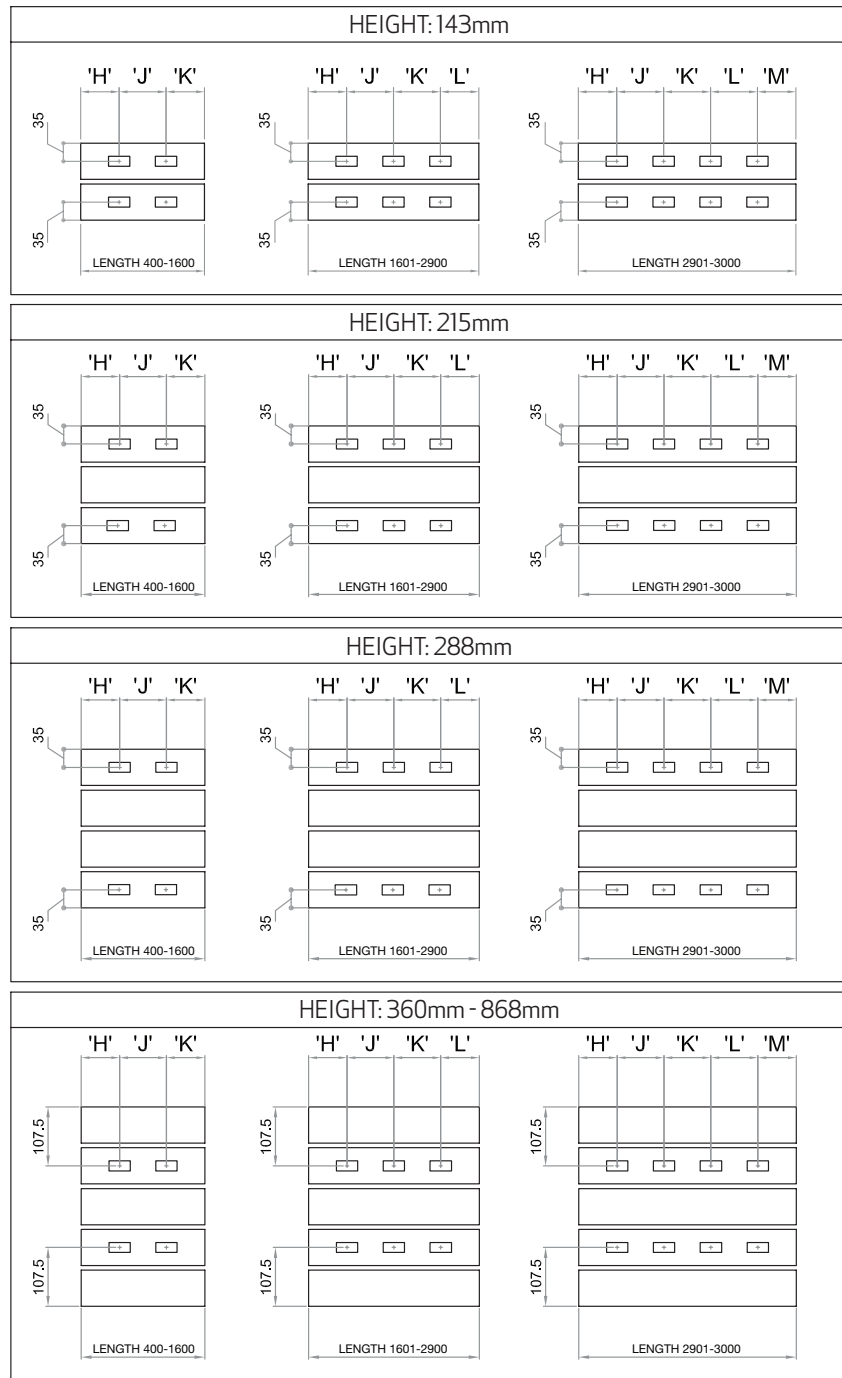 HEIGHT: 143mm
'H' 'J' 'K' 'H' 'J' 'K' 'L' 'H' 'J' 'K' 'L' 'M'
35 35 35
35 35 35
LENGTH 400-1600 LENGTH 1601-2900 LENGTH 2901-3000
HEIGHT: 215mm
'H' 'J' 'K' 'H' 'J' 'K' 'L' 'H' 'J' 'K' 'L' 'M'
35 35 35
35 35 35
LENGTH 400-1600 LENGTH 1601-2900 LENGTH 2901-3000
HEIGHT: 288mm
'H' 'J' 'K' 'H' 'J' 'K' 'L' 'H' 'J' 'K' 'L' 'M'
35 35 35
35 35 35
LENGTH 400-1600 LENGTH 1601-2900 LENGTH 2901-3000
HEIGHT: 360mm - 868mm
'H' 'J' 'K' 'H' 'J' 'K' 'L' 'H' 'J' 'K' 'L' 'M'
107.5 107.5 107.5
107.5 107.5 107.5
LENGTH 400-1600 LENGTH 1601-2900 LENGTH 2901-3000